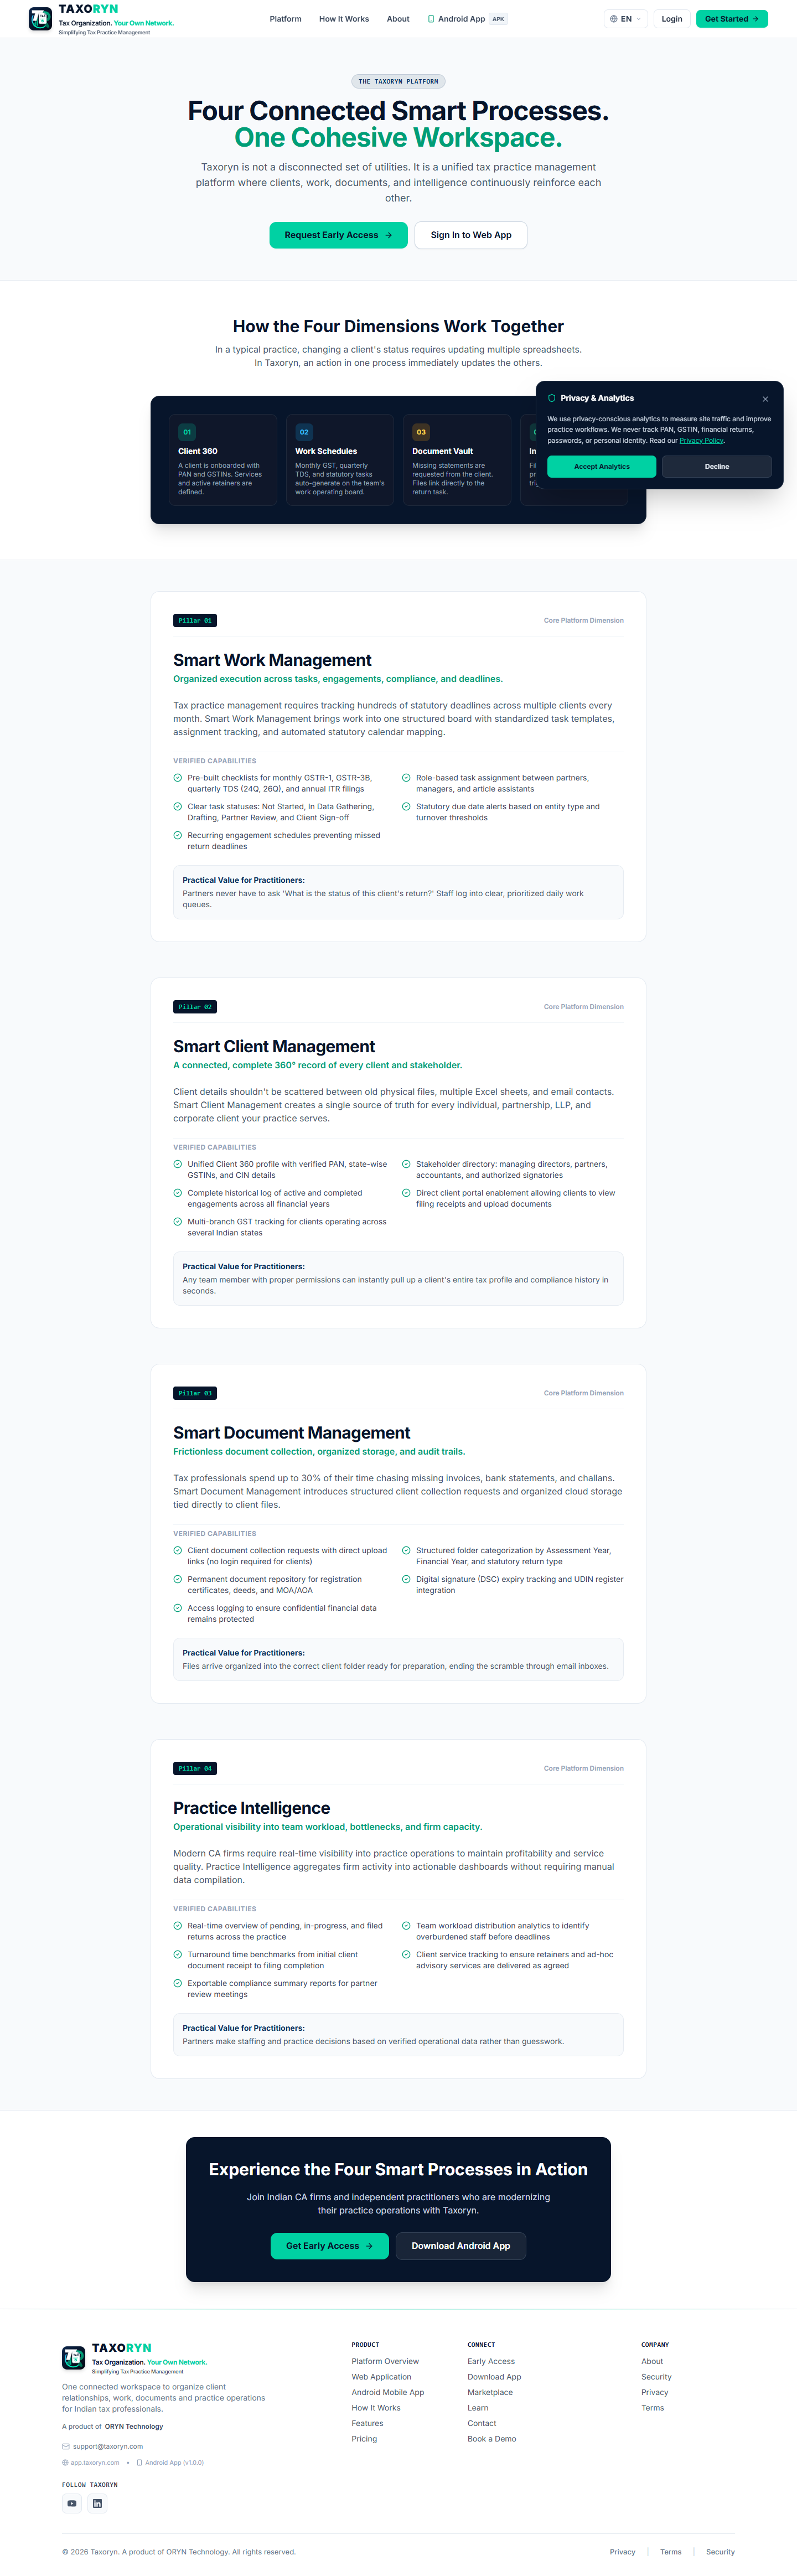 TAXORYN
Tax Organization. Your Own Network.
Simplifying Tax Practice Management
Platform
How It Works
About
Android App APK
EN
Login
Get Started
THE TAXORYN PLATFORM
Four Connected Smart Processes.
One Cohesive Workspace.
Taxoryn is not a disconnected set of utilities. It is a unified tax practice management
platform where clients, work, documents, and intelligence continuously reinforce each
other.
Request Early Access
Sign In to Web App
How the Four Dimensions Work Together
In a typical practice, changing a client's status requires updating multiple spreadsheets.
In Taxoryn, an action in one process immediately updates the others.
01
Client 360
A client is onboarded with
PAN and GSTINs. Services
and active retainers are
defined.
02
Work Schedules
Monthly GST, quarterly
TDS, and statutory tasks
auto-generate on the team's
work operating board.
03
Document Vault
Missing statements are
requested from the client.
Files link directly to the
return task.
Privacy & Analytics
We use privacy-conscious analytics to measure site traffic and improve
practice workflows. We never track PAN, GSTIN, financial returns,
passwords, or personal identity. Read our Privacy Policy.
Accept Analytics
Decline
Pillar 01
Core Platform Dimension
Smart Work Management
Organized execution across tasks, engagements, compliance, and deadlines.
Tax practice management requires tracking hundreds of statutory deadlines across multiple clients every
month. Smart Work Management brings work into one structured board with standardized task templates,
assignment tracking, and automated statutory calendar mapping.
VERIFIED CAPABILITIES
Pre-built checklists for monthly GSTR-1, GSTR-3B,
quarterly TDS (24Q, 26Q), and annual ITR filings
Role-based task assignment between partners,
managers, and article assistants
Clear task statuses: Not Started, In Data Gathering,
Drafting, Partner Review, and Client Sign-off
Statutory due date alerts based on entity type and
turnover thresholds
Recurring engagement schedules preventing missed
return deadlines
Practical Value for Practitioners:
Partners never have to ask 'What is the status of this client's return?' Staff log into clear, prioritized daily work
queues.
Pillar 02
Core Platform Dimension
Smart Client Management
A connected, complete 360° record of every client and stakeholder.
Client details shouldn't be scattered between old physical files, multiple Excel sheets, and email contacts.
Smart Client Management creates a single source of truth for every individual, partnership, LLP, and
corporate client your practice serves.
VERIFIED CAPABILITIES
Unified Client 360 profile with verified PAN, state-wise
GSTINs, and CIN details
Stakeholder directory: managing directors, partners,
accountants, and authorized signatories
Complete historical log of active and completed
engagements across all financial years
Direct client portal enablement allowing clients to view
filing receipts and upload documents
Multi-branch GST tracking for clients operating across
several Indian states
Practical Value for Practitioners:
Any team member with proper permissions can instantly pull up a client's entire tax profile and compliance history in
seconds.
Pillar 03
Core Platform Dimension
Smart Document Management
Frictionless document collection, organized storage, and audit trails.
Tax professionals spend up to 30% of their time chasing missing invoices, bank statements, and challans.
Smart Document Management introduces structured client collection requests and organized cloud storage
tied directly to client files.
VERIFIED CAPABILITIES
Client document collection requests with direct upload
links (no login required for clients)
Structured folder categorization by Assessment Year,
Financial Year, and statutory return type
Permanent document repository for registration
certificates, deeds, and MOA/AOA
Digital signature (DSC) expiry tracking and UDIN register
integration
Access logging to ensure confidential financial data
remains protected
Practical Value for Practitioners:
Files arrive organized into the correct client folder ready for preparation, ending the scramble through email inboxes.
Pillar 04
Core Platform Dimension
Practice Intelligence
Operational visibility into team workload, bottlenecks, and firm capacity.
Modern CA firms require real-time visibility into practice operations to maintain profitability and service
quality. Practice Intelligence aggregates firm activity into actionable dashboards without requiring manual
data compilation.
VERIFIED CAPABILITIES
Real-time overview of pending, in-progress, and filed
returns across the practice
Team workload distribution analytics to identify
overburdened staff before deadlines
Turnaround time benchmarks from initial client
document receipt to filing completion
Client service tracking to ensure retainers and ad-hoc
advisory services are delivered as agreed
Exportable compliance summary reports for partner
review meetings
Practical Value for Practitioners:
Partners make staffing and practice decisions based on verified operational data rather than guesswork.
Experience the Four Smart Processes in Action
Join Indian CA firms and independent practitioners who are modernizing
their practice operations with Taxoryn.
Get Early Access
Download Android App
TAXORYN
Tax Organization. Your Own Network.
Simplifying Tax Practice Management
One connected workspace to organize client
relationships, work, documents and practice operations
for Indian tax professionals.
A product of ORYN Technology
support@taxoryn.com
app.taxoryn.com • Android App (v1.0.0)
FOLLOW TAXORYN
PRODUCT
Platform Overview
Web Application
Android Mobile App
How It Works
Features
Pricing
CONNECT
Early Access
Download App
Marketplace
Learn
Contact
Book a Demo
COMPANY
About
Security
Privacy
Terms
© 2026 Taxoryn. A product of ORYN Technology. All rights reserved.
Privacy
Terms
Security